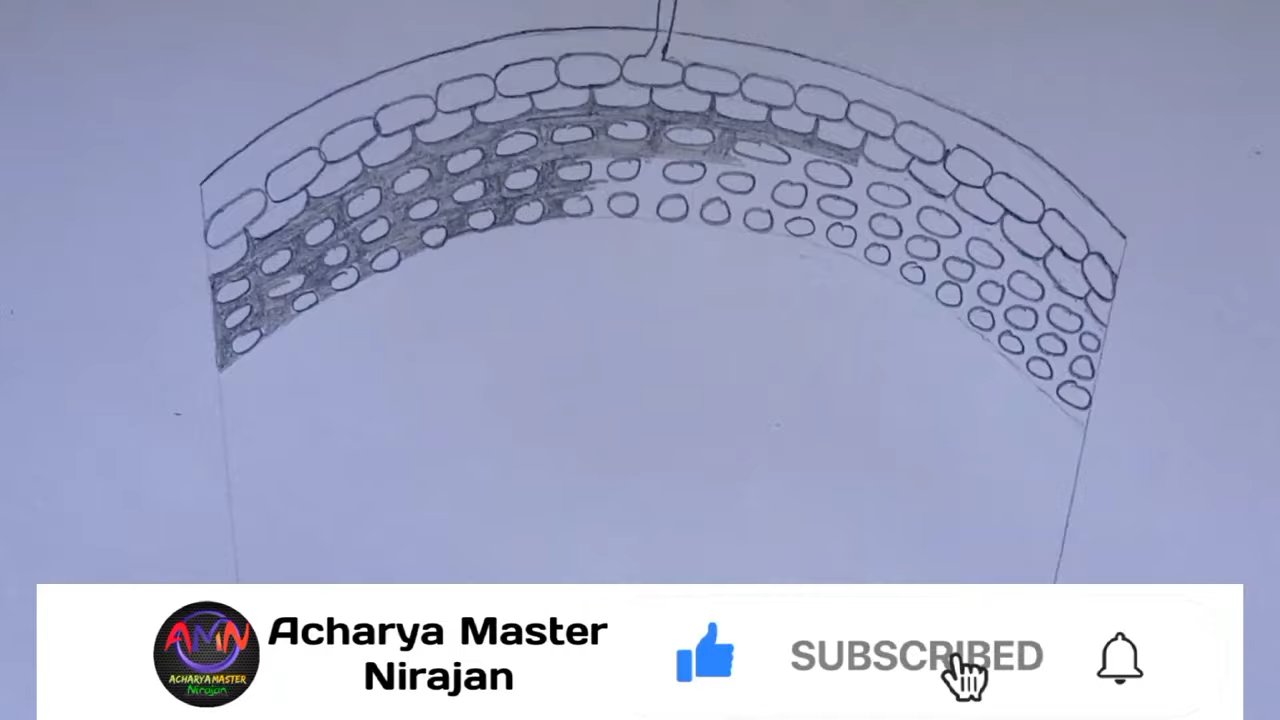 Acharya Master
Nirajan
SUBSCRIBED
AMN
ACHARYA MASTER
Nirajan